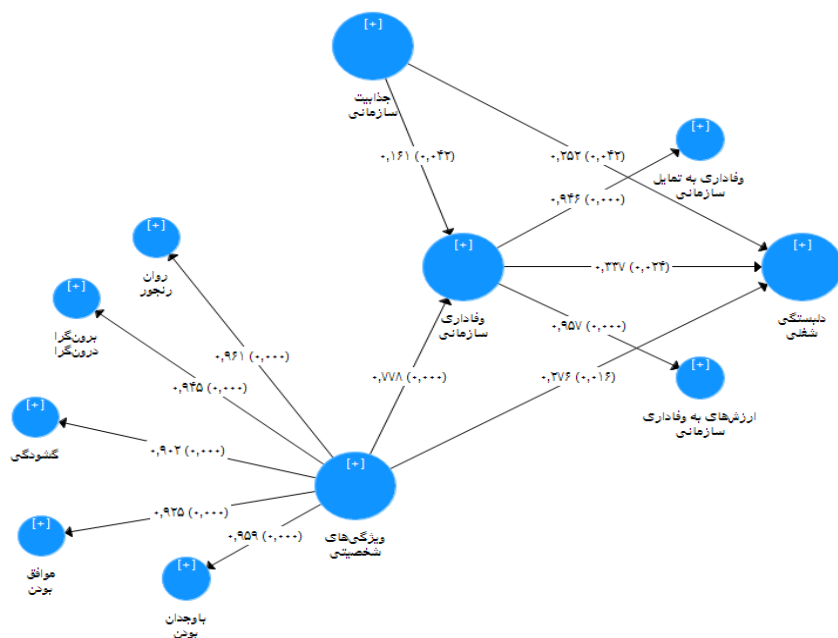 [+]
جذابیت
سازمانی
۰,۱۶۱ (۰,۰۴۲)
۰,۲۵۲ (۰,۰۴۲)
[+]
وفاداری به تمایل
سازمانی
۰,۹۴۶ (۰,۰۰۰)
[+]
روان
رنجور
[+]
وفاداری
سازمانی
۰,۳۳۷ (۰,۰۲۴)
[+]
دلبستگی
شغلی
[+]
برون‌گرا
درون‌گرا
۰,۹۶۱ (۰,۰۰۰)
۰,۹۵۷ (۰,۰۰۰)
۰,۹۴۵ (۰,۰۰۰)
۰,۷۷۸ (۰,۰۰۰)
۰,۲۷۶ (۰,۰۱۶)
[+]
ارزش‌های به وفاداری
سازمانی
[+]
گشودگی
۰,۹۰۲ (۰,۰۰۰)
[+]
ویژگی‌های
شخصیتی
۰,۹۲۵ (۰,۰۰۰)
۰,۹۵۹ (۰,۰۰۰)
[+]
موافق
بودن
[+]
باوجدان
بودن